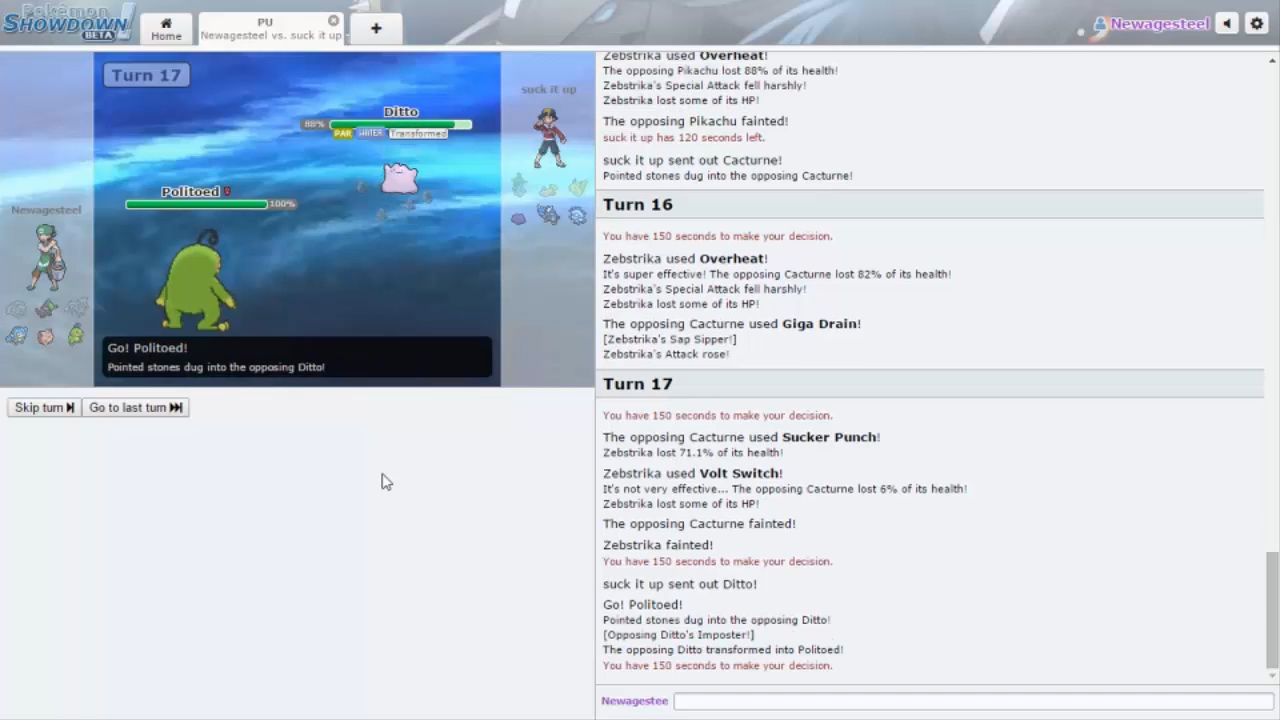 Pokémon
SHOWDOWN!
BETA
Home
PU
Newagesteel vs. suck it up
+
Newagesteel
Turn 17
Ditto
88%
PAR WATER Transformed
Politoed
100%
Newagesteel
suck it up
Go! Politoed!
Pointed stones dug into the opposing Ditto!
Skip turn
Go to last turn
Zebstrika used Overheat!
The opposing Pikachu lost 88% of its health!
Zebstrika's Special Attack fell harshly!
Zebstrika lost some of its HP!
The opposing Pikachu fainted!
suck it up has 120 seconds left.
suck it up sent out Cacturne!
Pointed stones dug into the opposing Cacturne!
Turn 16
You have 150 seconds to make your decision.
Zebstrika used Overheat!
It's super effective! The opposing Cacturne lost 82% of its health!
Zebstrika's Special Attack fell harshly!
Zebstrika lost some of its HP!
The opposing Cacturne used Giga Drain!
[Zebstrika's Sap Sipper!]
Zebstrika's Attack rose!
Turn 17
You have 150 seconds to make your decision.
The opposing Cacturne used Sucker Punch!
Zebstrika lost 71.1% of its health!
Zebstrika used Volt Switch!
It's not very effective... The opposing Cacturne lost 6% of its health!
Zebstrika lost some of its HP!
The opposing Cacturne fainted!
Zebstrika fainted!
You have 150 seconds to make your decision.
suck it up sent out Ditto!
Go! Politoed!
Pointed stones dug into the opposing Ditto!
[Opposing Ditto's Imposter!]
The opposing Ditto transformed into Politoed!
You have 150 seconds to make your decision.
Newagestee